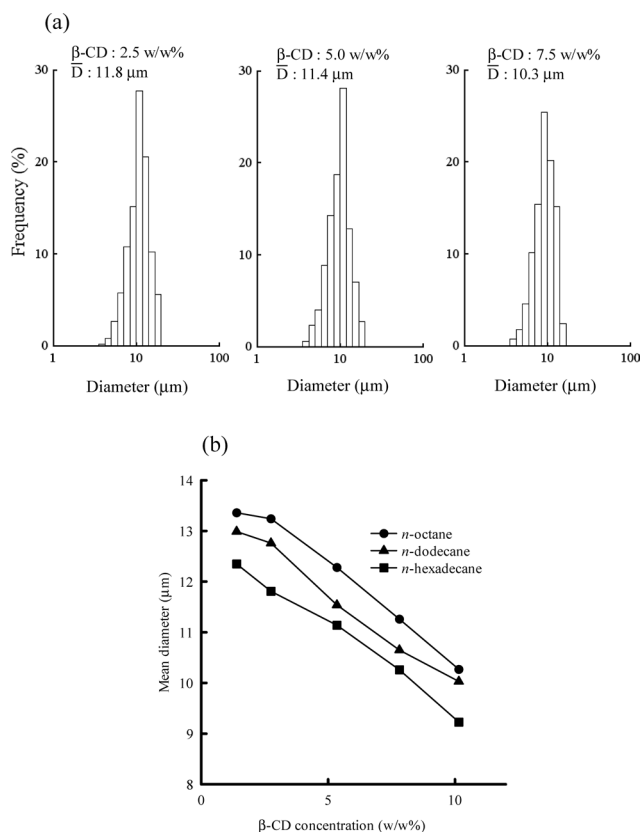 (a)
β-CD : 2.5 w/w%
D̅ : 11.8 μm
β-CD : 5.0 w/w%
D̅ : 11.4 μm
β-CD : 7.5 w/w%
D̅ : 10.3 μm
Frequency (%)
30
20
10
0
1
10
100
Diameter (μm)
30
20
10
0
1
10
100
Diameter (μm)
30
20
10
0
1
10
100
Diameter (μm)
(b)
Mean diameter (μm)
14
13
12
11
10
9
8
n-octane
n-dodecane
n-hexadecane
0
5
10
β-CD concentration (w/w%)